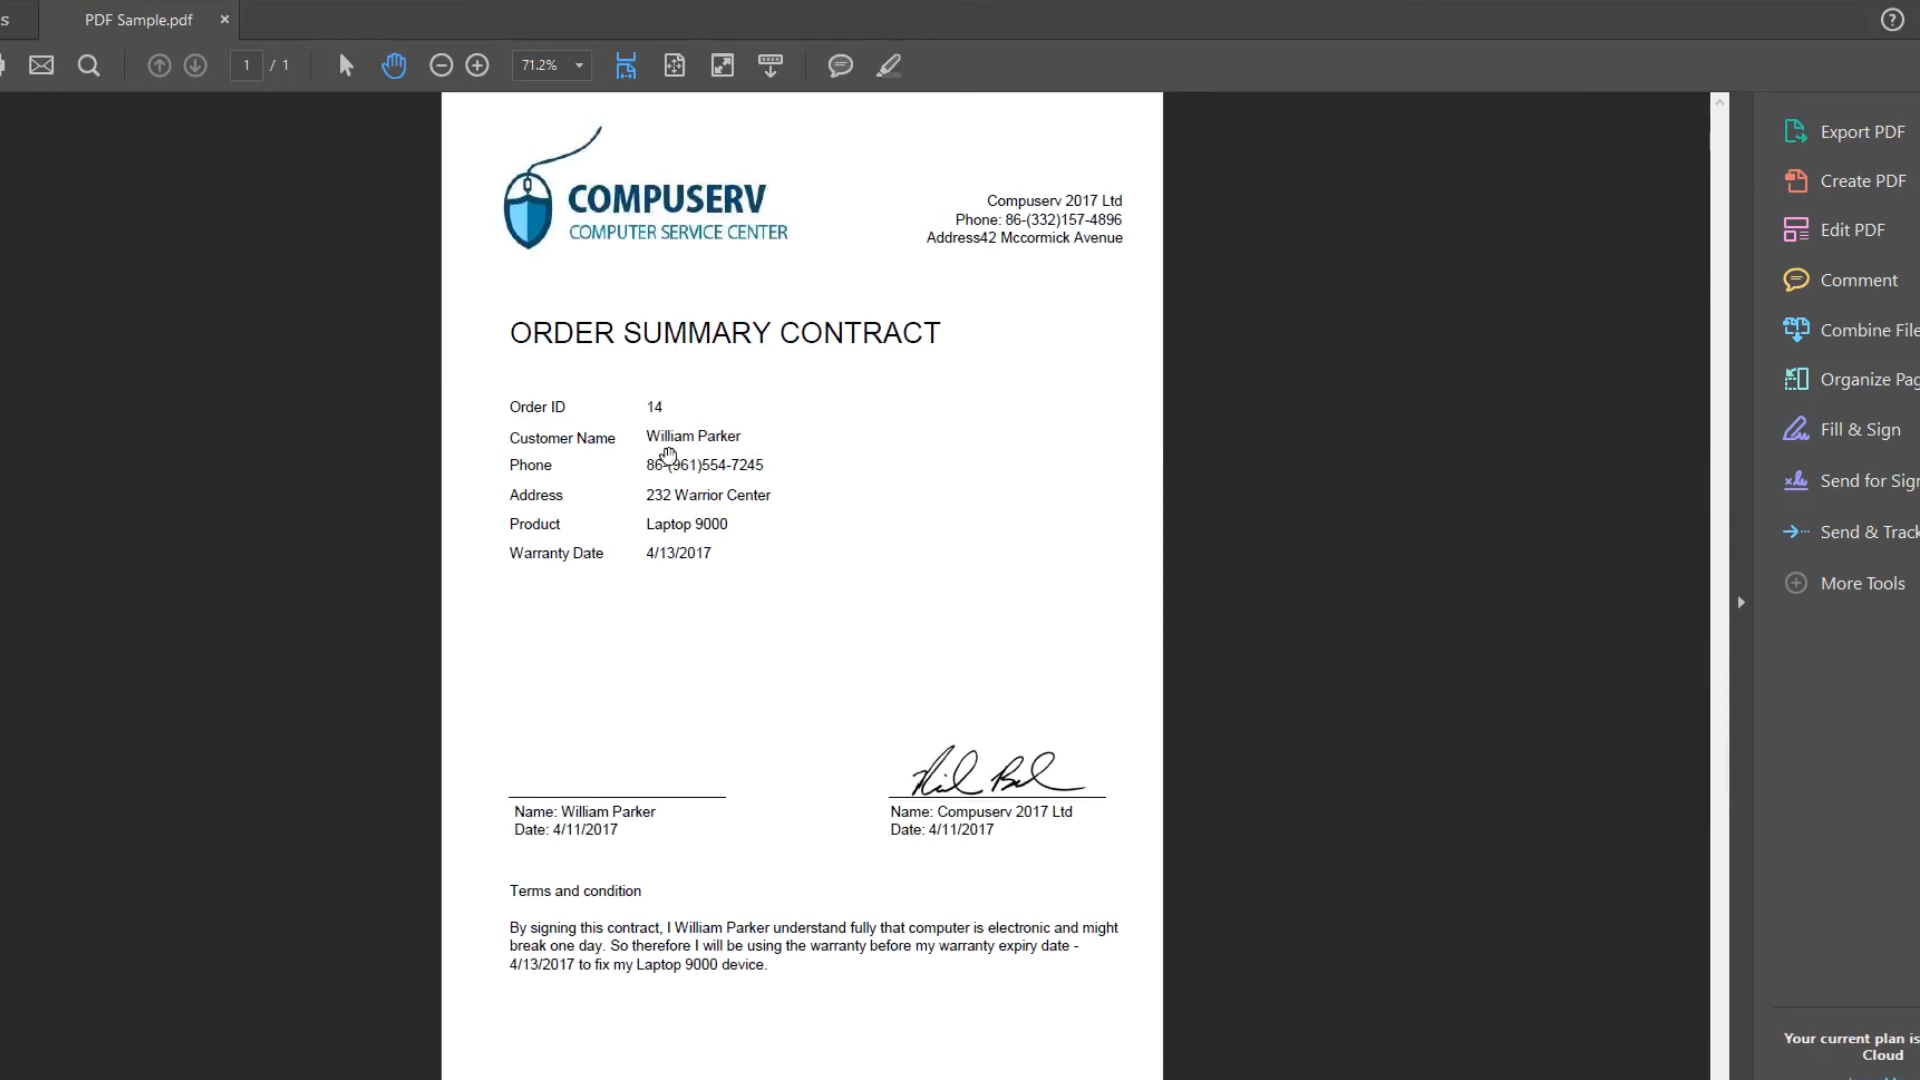 s
PDF Sample.pdf
1 / 1
71.2%
COMPUSERV
COMPUTER SERVICE CENTER
Compuserv 2017 Ltd
Phone: 86-(332)157-4896
Address42 Mccormick Avenue
ORDER SUMMARY CONTRACT
Order ID 14
Customer Name William Parker
Phone 86-(961)554-7245
Address 232 Warrior Center
Product Laptop 9000
Warranty Date 4/13/2017
Name: William Parker
Date: 4/11/2017
Name: Compuserv 2017 Ltd
Date: 4/11/2017
Terms and condition
By signing this contract, I William Parker understand fully that computer is electronic and might
break one day. So therefore I will be using the warranty before my warranty expiry date -
4/13/2017 to fix my Laptop 9000 device.
Export PDF
Create PDF
Edit PDF
Comment
Combine File
Organize Pag
Fill & Sign
Send for Sign
Send & Track
More Tools
Your current plan is
Cloud